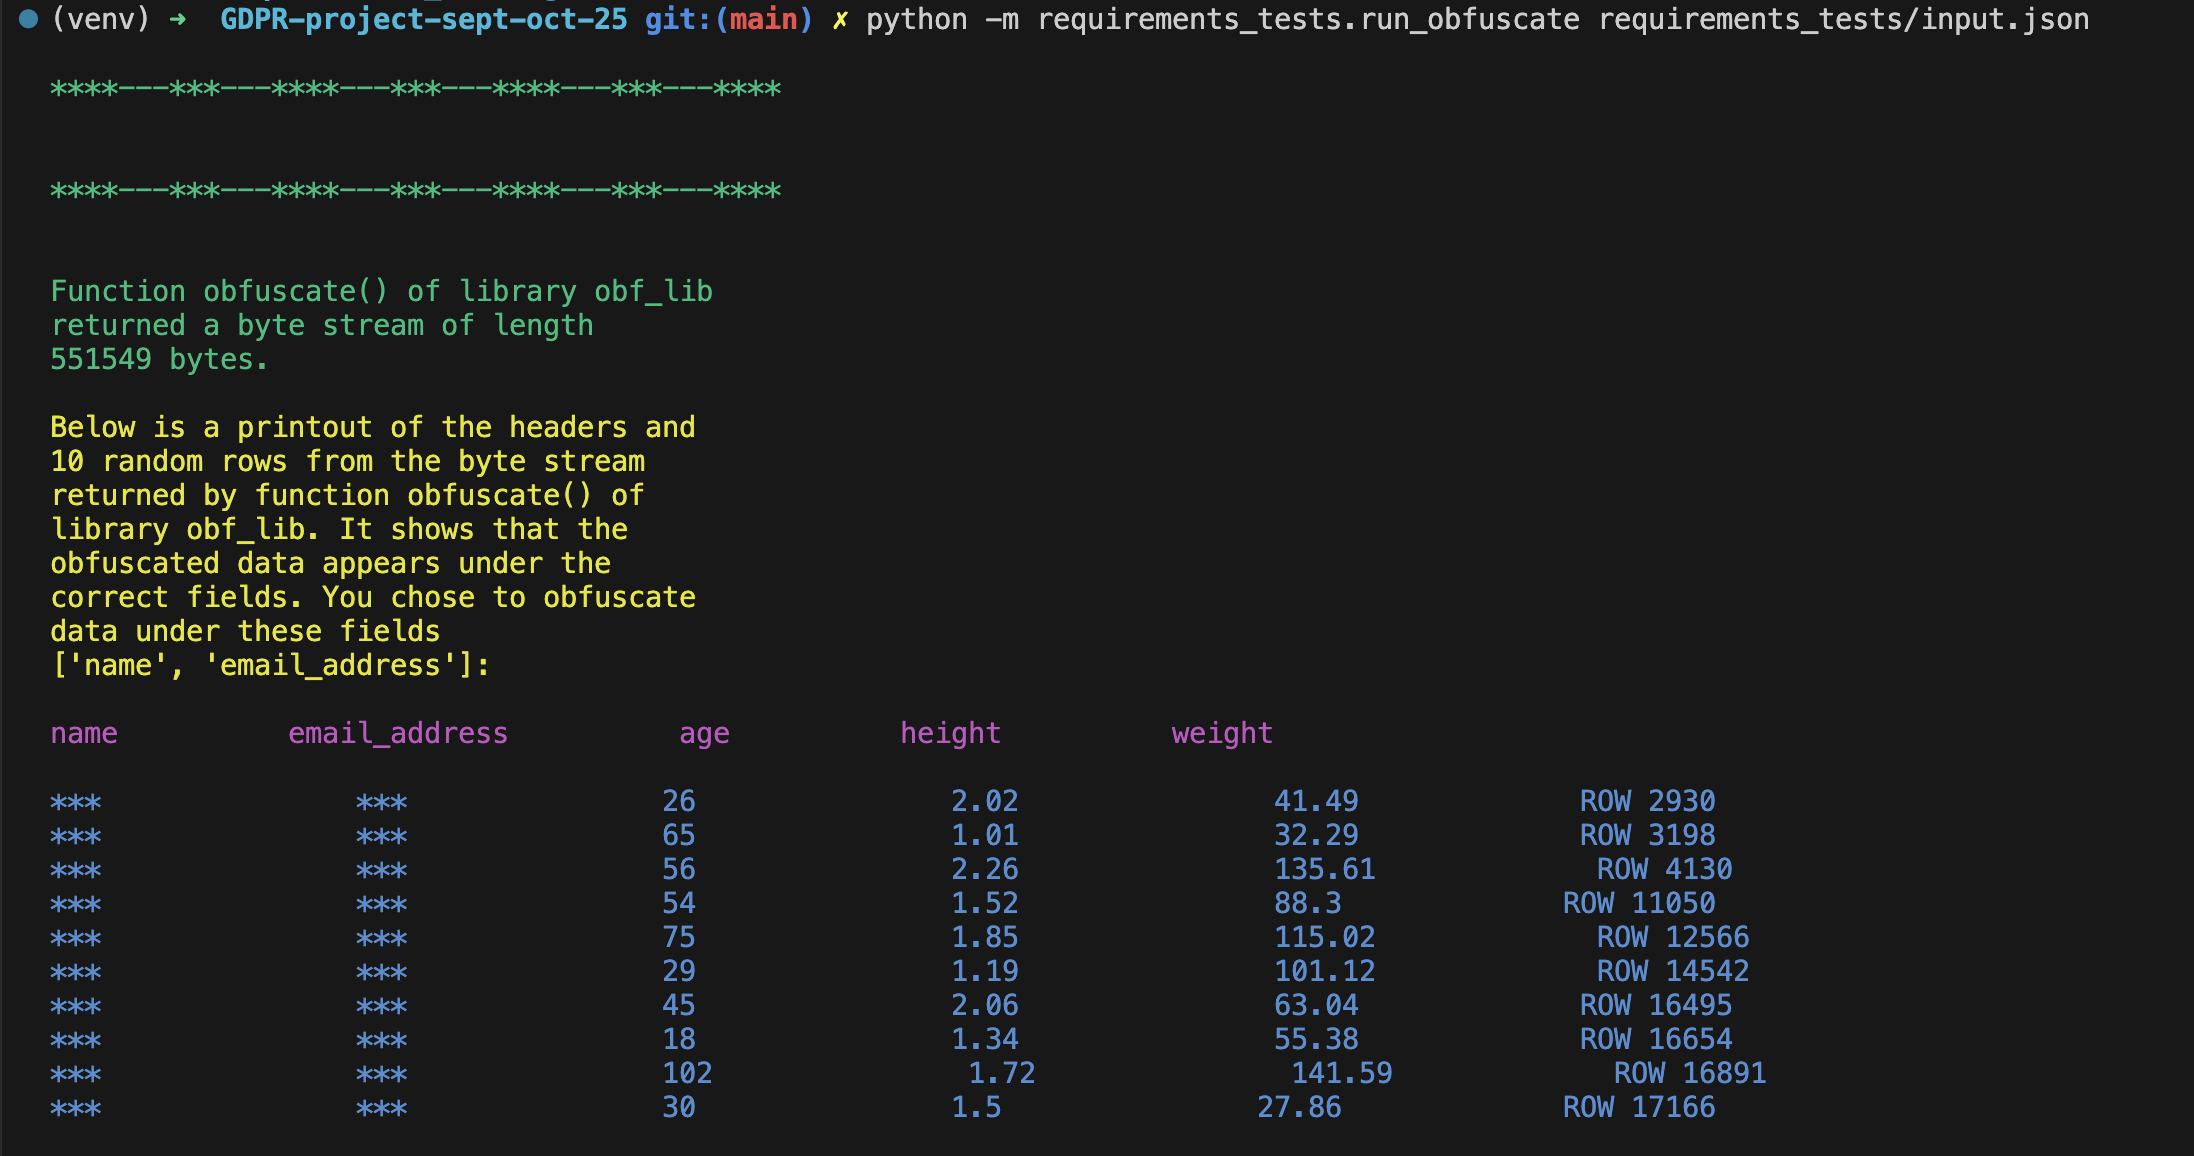 (venv) ➜ GDPR-project-sept-oct-25 git:(main) ✗ python -m requirements_tests.run_obfuscate requirements_tests/input.json
****---***---****---***---****---***---****
****---***---****---***---****---***---****
Function obfuscate() of library obf_lib
returned a byte stream of length
551549 bytes.
Below is a printout of the headers and
10 random rows from the byte stream
returned by function obfuscate() of
library obf_lib. It shows that the
obfuscated data appears under the
correct fields. You chose to obfuscate
data under these fields
['name', 'email_address']:
name email_address age height weight
*** *** 26 2.02 41.49 ROW 2930
*** *** 65 1.01 32.29 ROW 3198
*** *** 56 2.26 135.61 ROW 4130
*** *** 54 1.52 88.3 ROW 11050
*** *** 75 1.85 115.02 ROW 12566
*** *** 29 1.19 101.12 ROW 14542
*** *** 45 2.06 63.04 ROW 16495
*** *** 18 1.34 55.38 ROW 16654
*** *** 102 1.72 141.59 ROW 16891
*** *** 30 1.5 27.86 ROW 17166